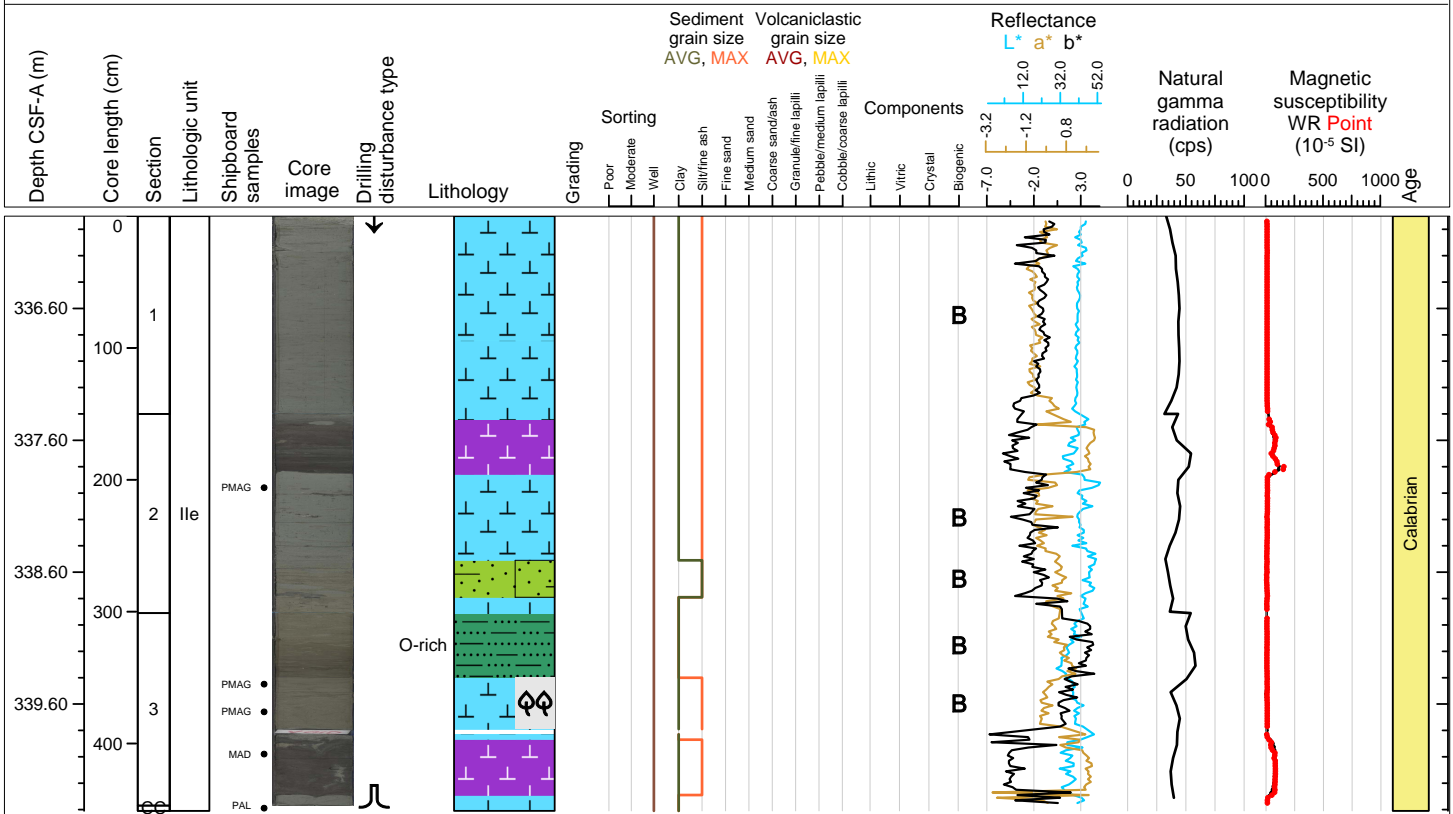 Depth CSF-A (m)
Core length (cm)
Section
Lithologic unit
Shipboard
samples
Core
image
Drilling
disturbance type
Lithology
Grading
Sorting
Poor
Moderate
Well
Sediment
grain size
AVG, MAX
Volcaniclastic
grain size
AVG, MAX
Clay
Silt/fine ash
Fine sand
Medium sand
Coarse sand/ash
Granule/fine lapilli
Pebble/medium lapilli
Cobble/coarse lapilli
Components
Lithic
Vitric
Crystal
Biogenic
Reflectance
L* a* b*
12.0 32.0 52.0
-3.2 -1.2 0.8
-7.0 -2.0 3.0
Natural
gamma
radiation
(cps)
0 50 100
Magnetic
susceptibility
WR Point
(10-5 SI)
0 500 1000
Age
336.60
337.60
338.60
339.60
0
100
200
300
400
1
2
3
CC
IIe
PMAG
PMAG
PMAG
MAD
PAL
O-rich
B
B
B
B
B
Calabrian